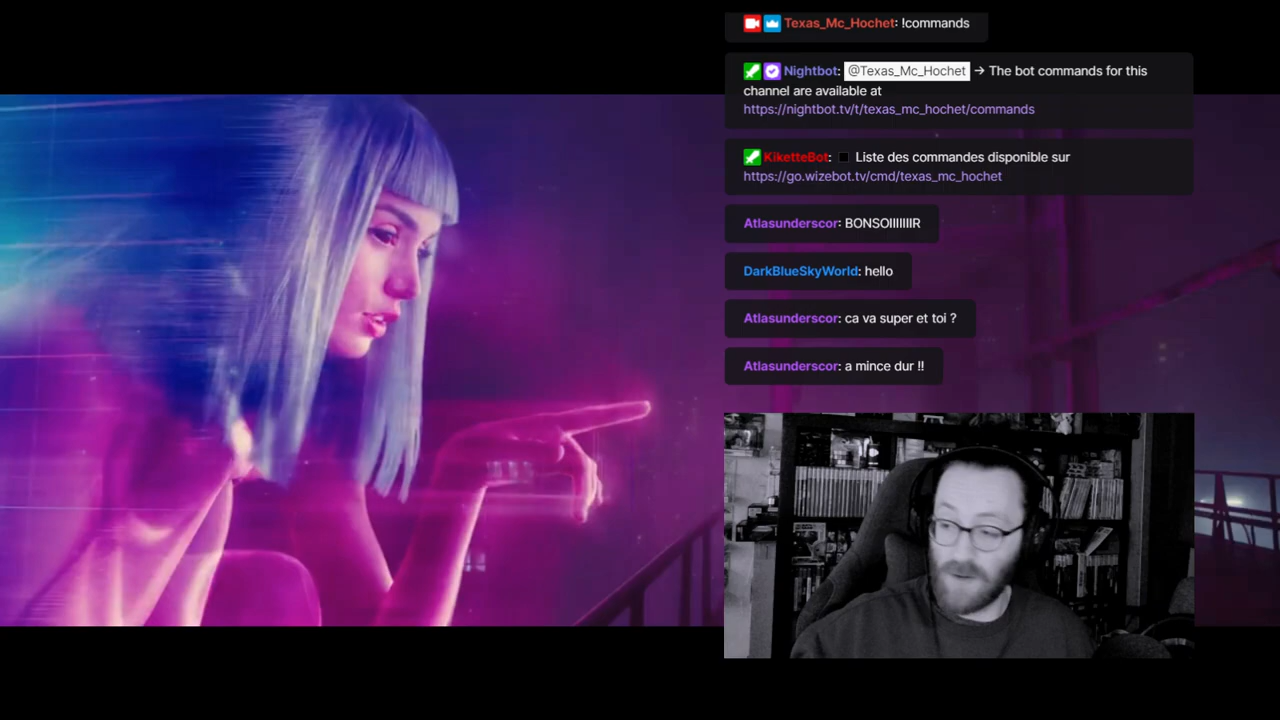 Texas_Mc_Hochet: !commands
Nightbot: @Texas_Mc_Hochet → The bot commands for this
channel are available at
https://nightbot.tv/t/texas_mc_hochet/commands
KiketteBot: ⬛ Liste des commandes disponible sur
https://go.wizebot.tv/cmd/texas_mc_hochet
Atlasunderscor: BONSOIIIIIIIR
DarkBlueSkyWorld: hello
Atlasunderscor: ca va super et toi ?
Atlasunderscor: a mince dur !!